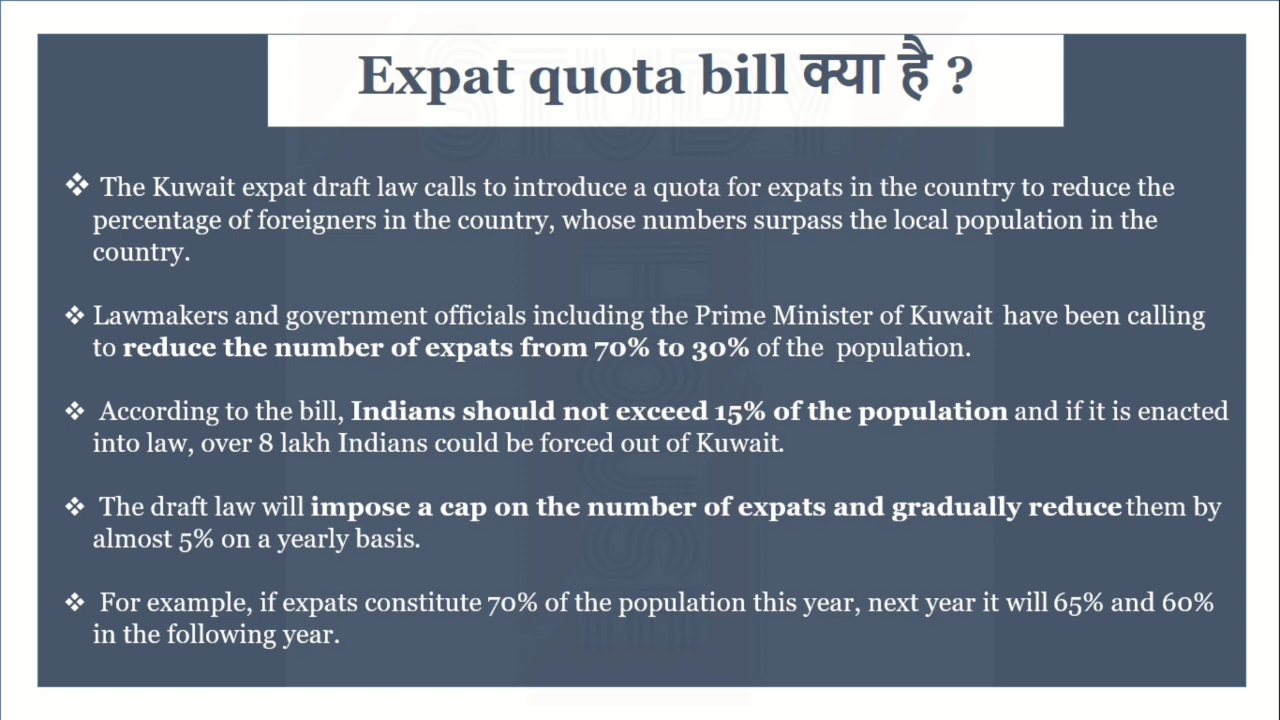 Expat quota bill क्या है ?
❖ The Kuwait expat draft law calls to introduce a quota for expats in the country to reduce the
percentage of foreigners in the country, whose numbers surpass the local population in the
country.
❖ Lawmakers and government officials including the Prime Minister of Kuwait have been calling
to reduce the number of expats from 70% to 30% of the population.
❖ According to the bill, Indians should not exceed 15% of the population and if it is enacted
into law, over 8 lakh Indians could be forced out of Kuwait.
❖ The draft law will impose a cap on the number of expats and gradually reduce them by
almost 5% on a yearly basis.
❖ For example, if expats constitute 70% of the population this year, next year it will 65% and 60%
in the following year.
STUDY